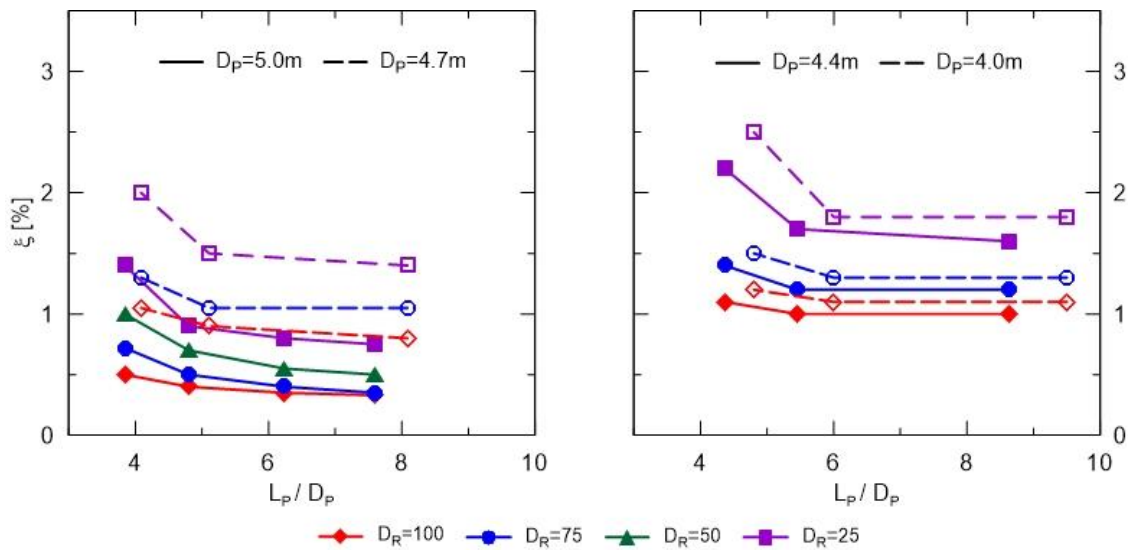 D_P=5.0m D_P=4.7m
D_P=4.4m D_P=4.0m
3
2
1
0
ξ [%]
4 6 8 10
L_P / D_P
3
2
1
0
4 6 8 10
L_P / D_P
D_R=100 D_R=75 D_R=50 D_R=25